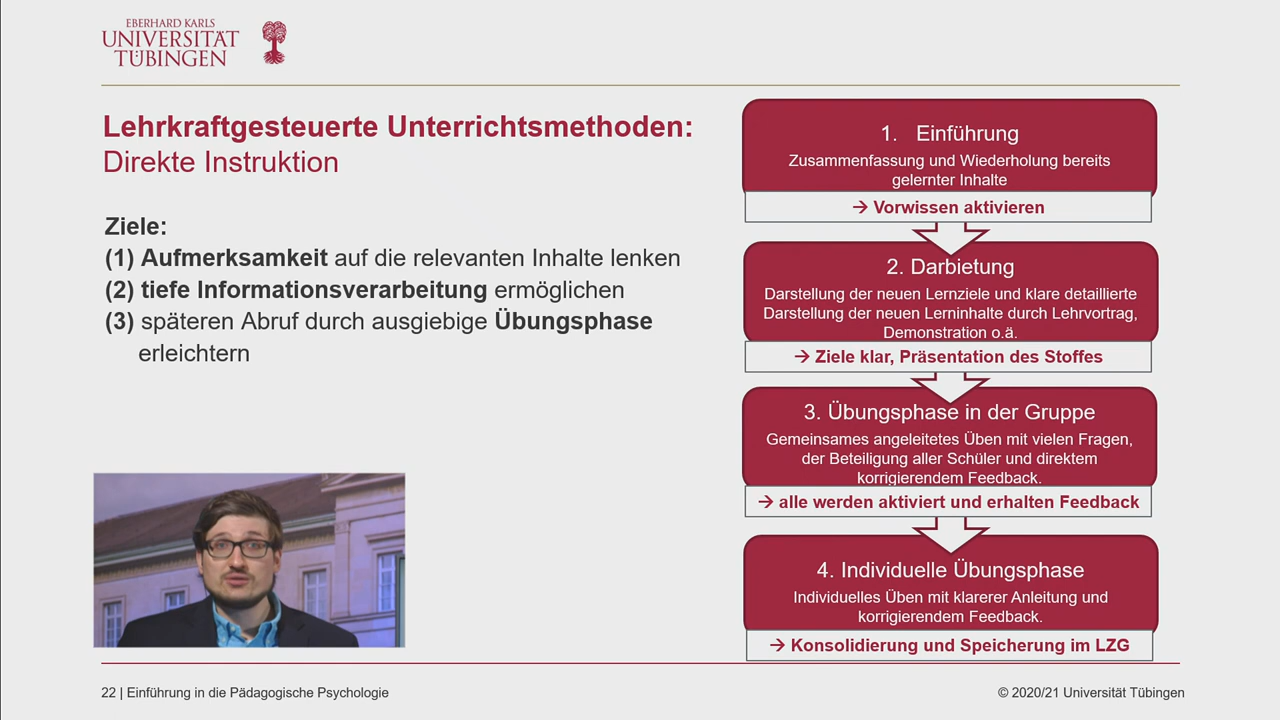 EBERHARD KARLS
UNIVERSITÄT
TÜBINGEN
Lehrkraftgesteuerte Unterrichtsmethoden:
Direkte Instruktion
Ziele:
(1) Aufmerksamkeit auf die relevanten Inhalte lenken
(2) tiefe Informationsverarbeitung ermöglichen
(3) späteren Abruf durch ausgiebige Übungsphase
erleichtern
1. Einführung
Zusammenfassung und Wiederholung bereits
gelernter Inhalte
→ Vorwissen aktivieren
2. Darbietung
Darstellung der neuen Lernziele und klare detaillierte
Darstellung der neuen Lerninhalte durch Lehrvortrag,
Demonstration o.ä.
→ Ziele klar, Präsentation des Stoffes
3. Übungsphase in der Gruppe
Gemeinsames angeleitetes Üben mit vielen Fragen,
der Beteiligung aller Schüler und direktem
korrigierendem Feedback.
→ alle werden aktiviert und erhalten Feedback
4. Individuelle Übungsphase
Individuelles Üben mit klarerer Anleitung und
korrigierendem Feedback.
→ Konsolidierung und Speicherung im LZG
22 | Einführung in die Pädagogische Psychologie
© 2020/21 Universität Tübingen